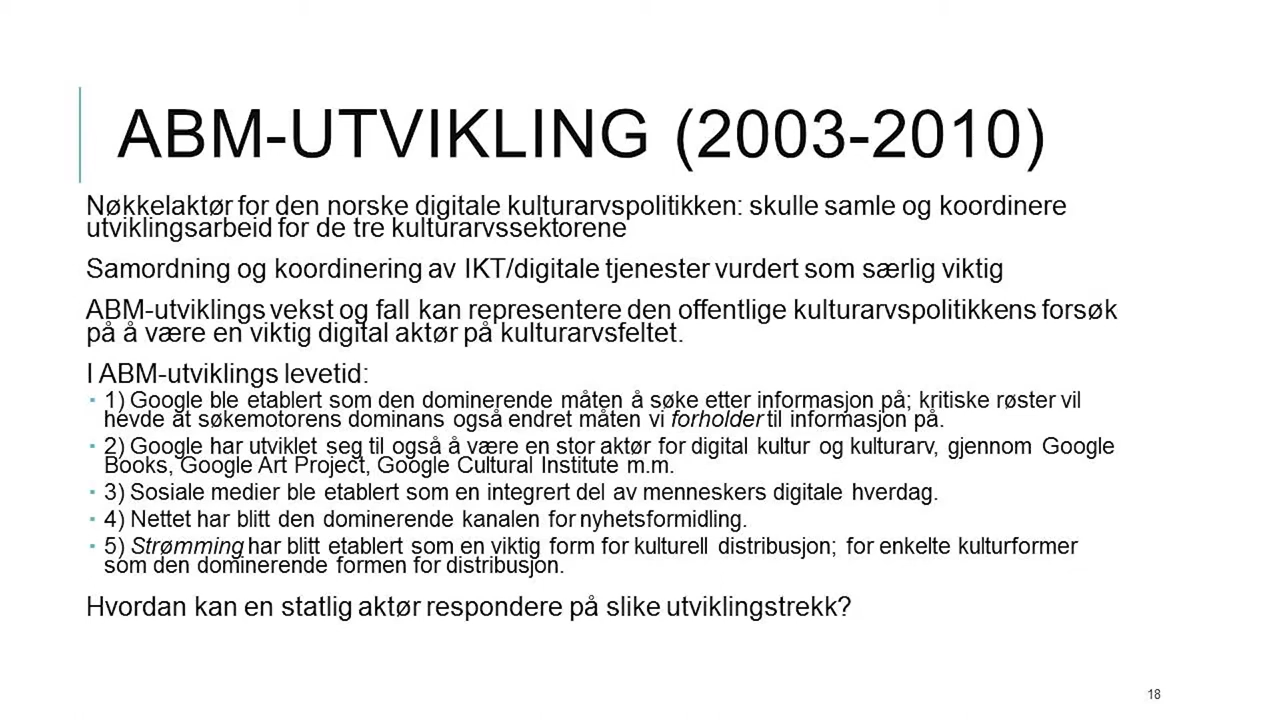 ABM-UTVIKLING (2003-2010)
Nøkkelaktør for den norske digitale kulturarvspolitikken: skulle samle og koordinere
utviklingsarbeid for de tre kulturarvssektorene
Samordning og koordinering av IKT/digitale tjenester vurdert som særlig viktig
ABM-utviklings vekst og fall kan representere den offentlige kulturarvspolitikkens forsøk
på å være en viktig digital aktør på kulturarvsfeltet.
I ABM-utviklings levetid:
▪ 1) Google ble etablert som den dominerende måten å søke etter informasjon på; kritiske røster vil
hevde at søkemotorens dominans også endret måten vi forholder til informasjon på.
▪ 2) Google har utviklet seg til også å være en stor aktør for digital kultur og kulturarv, gjennom Google
Books, Google Art Project, Google Cultural Institute m.m.
▪ 3) Sosiale medier ble etablert som en integrert del av menneskers digitale hverdag.
▪ 4) Nettet har blitt den dominerende kanalen for nyhetsformidling.
▪ 5) Strømming har blitt etablert som en viktig form for kulturell distribusjon; for enkelte kulturformer
som den dominerende formen for distribusjon.
Hvordan kan en statlig aktør respondere på slike utviklingstrekk?
18